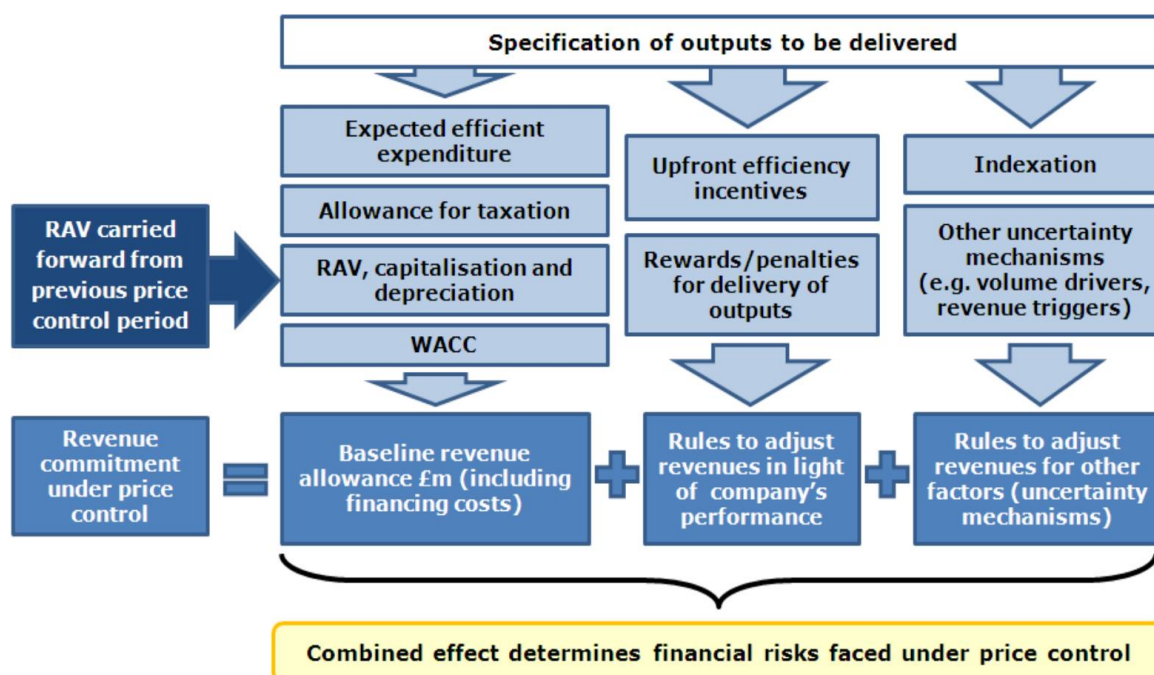 Specification of outputs to be delivered
Expected efficient
expenditure
Allowance for taxation
RAV, capitalisation and
depreciation
WACC
Upfront efficiency
incentives
Rewards/penalties
for delivery of
outputs
Indexation
Other uncertainty
mechanisms
(e.g. volume drivers,
revenue triggers)
RAV carried
forward from
previous price
control period
Revenue
commitment
under price
control
=
Baseline revenue
allowance £m (including
financing costs)
+
Rules to adjust
revenues in light
of company's
performance
+
Rules to adjust
revenues for other
factors (uncertainty
mechanisms)
Combined effect determines financial risks faced under price control